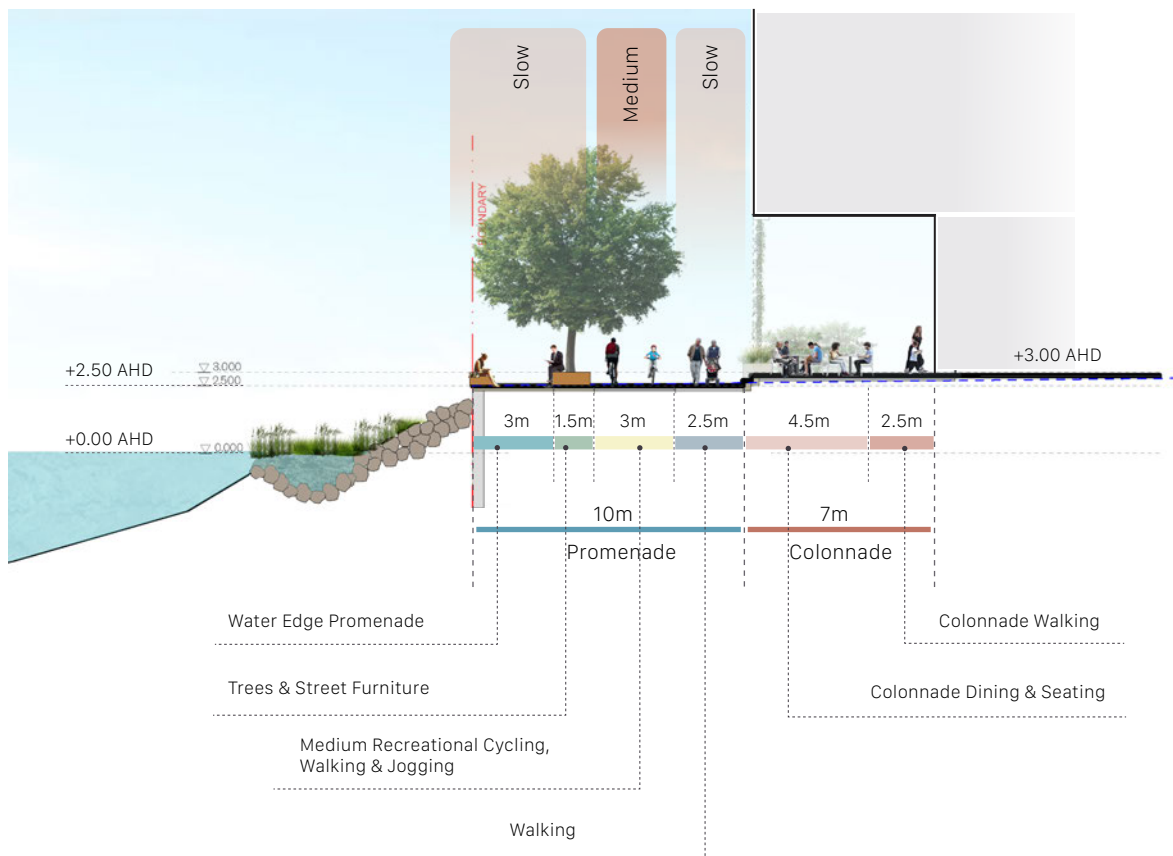 Slow
Medium
Slow
BOUNDARY
+2.50 AHD
3.000
2.500
+3.00 AHD
+0.00 AHD
0.000
3m
1.5m
3m
2.5m
4.5m
2.5m
10m
7m
Promenade
Colonnade
Water Edge Promenade
Colonnade Walking
Trees & Street Furniture
Colonnade Dining & Seating
Medium Recreational Cycling,
Walking & Jogging
Walking